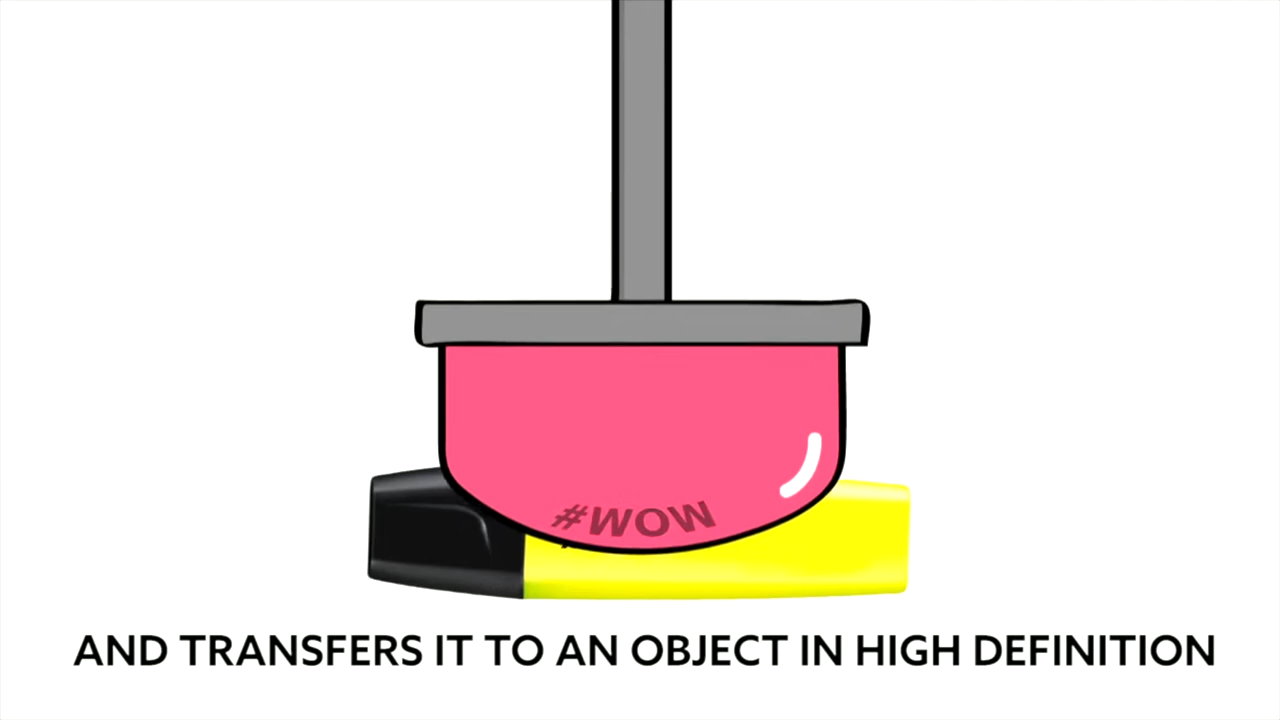 #WOW
AND TRANSFERS IT TO AN OBJECT IN HIGH DEFINITION